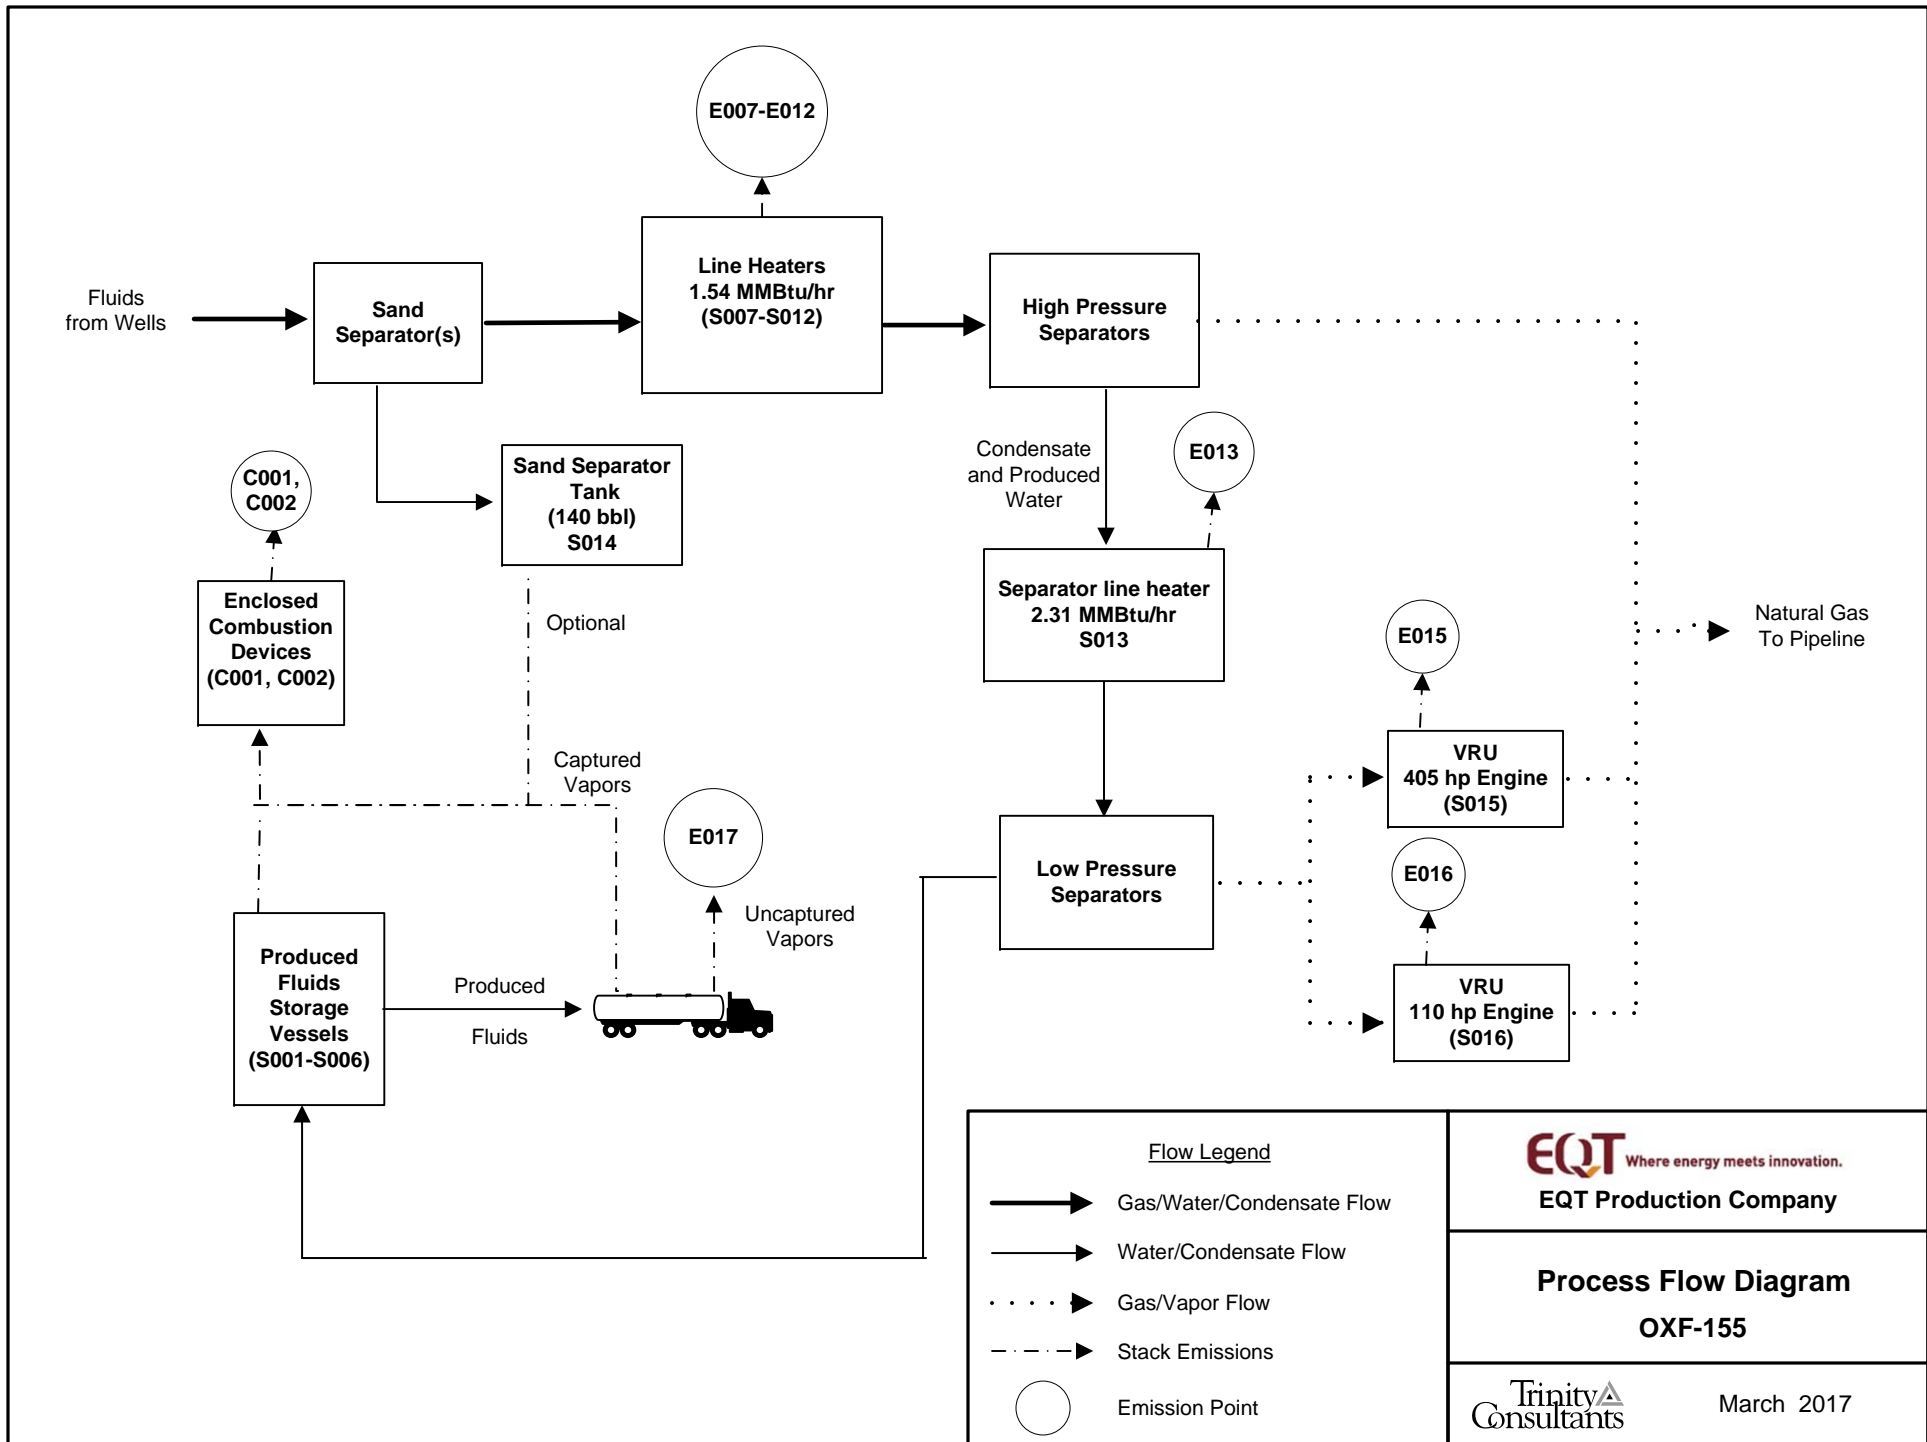 E007-E012
Fluids
from Wells
Sand
Separator(s)
Line Heaters
1.54 MMBtu/hr
(S007-S012)
High Pressure
Separators
C001,
C002
Sand Separator
Tank
(140 bbl)
S014
Condensate
and Produced
Water
E013
Enclosed
Combustion
Devices
(C001, C002)
Optional
Separator line heater
2.31 MMBtu/hr
S013
E015
Natural Gas
To Pipeline
Captured
Vapors
E017
VRU
405 hp Engine
(S015)
Low Pressure
Separators
E016
Uncaptured
Vapors
Produced
Fluids
Storage
Vessels
(S001-S006)
Produced
Fluids
VRU
110 hp Engine
(S016)
Flow Legend
Gas/Water/Condensate Flow
Water/Condensate Flow
Gas/Vapor Flow
Stack Emissions
Emission Point
EQT Where energy meets innovation.
EQT Production Company
Process Flow Diagram
OXF-155
Trinity
Consultants
March 2017